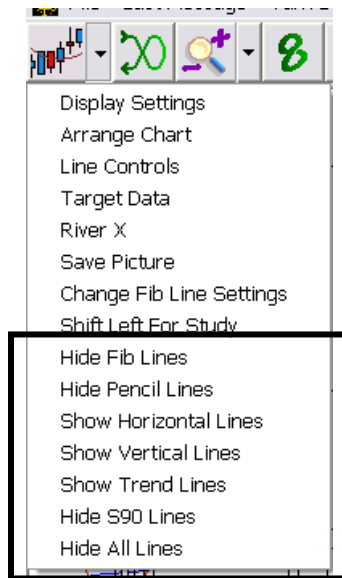 Display Settings
Arrange Chart
Line Controls
Target Data
River X
Save Picture
Change Fib Line Settings
Shift Left For Study
Hide Fib Lines
Hide Pencil Lines
Show Horizontal Lines
Show Vertical Lines
Show Trend Lines
Hide S90 Lines
Hide All Lines